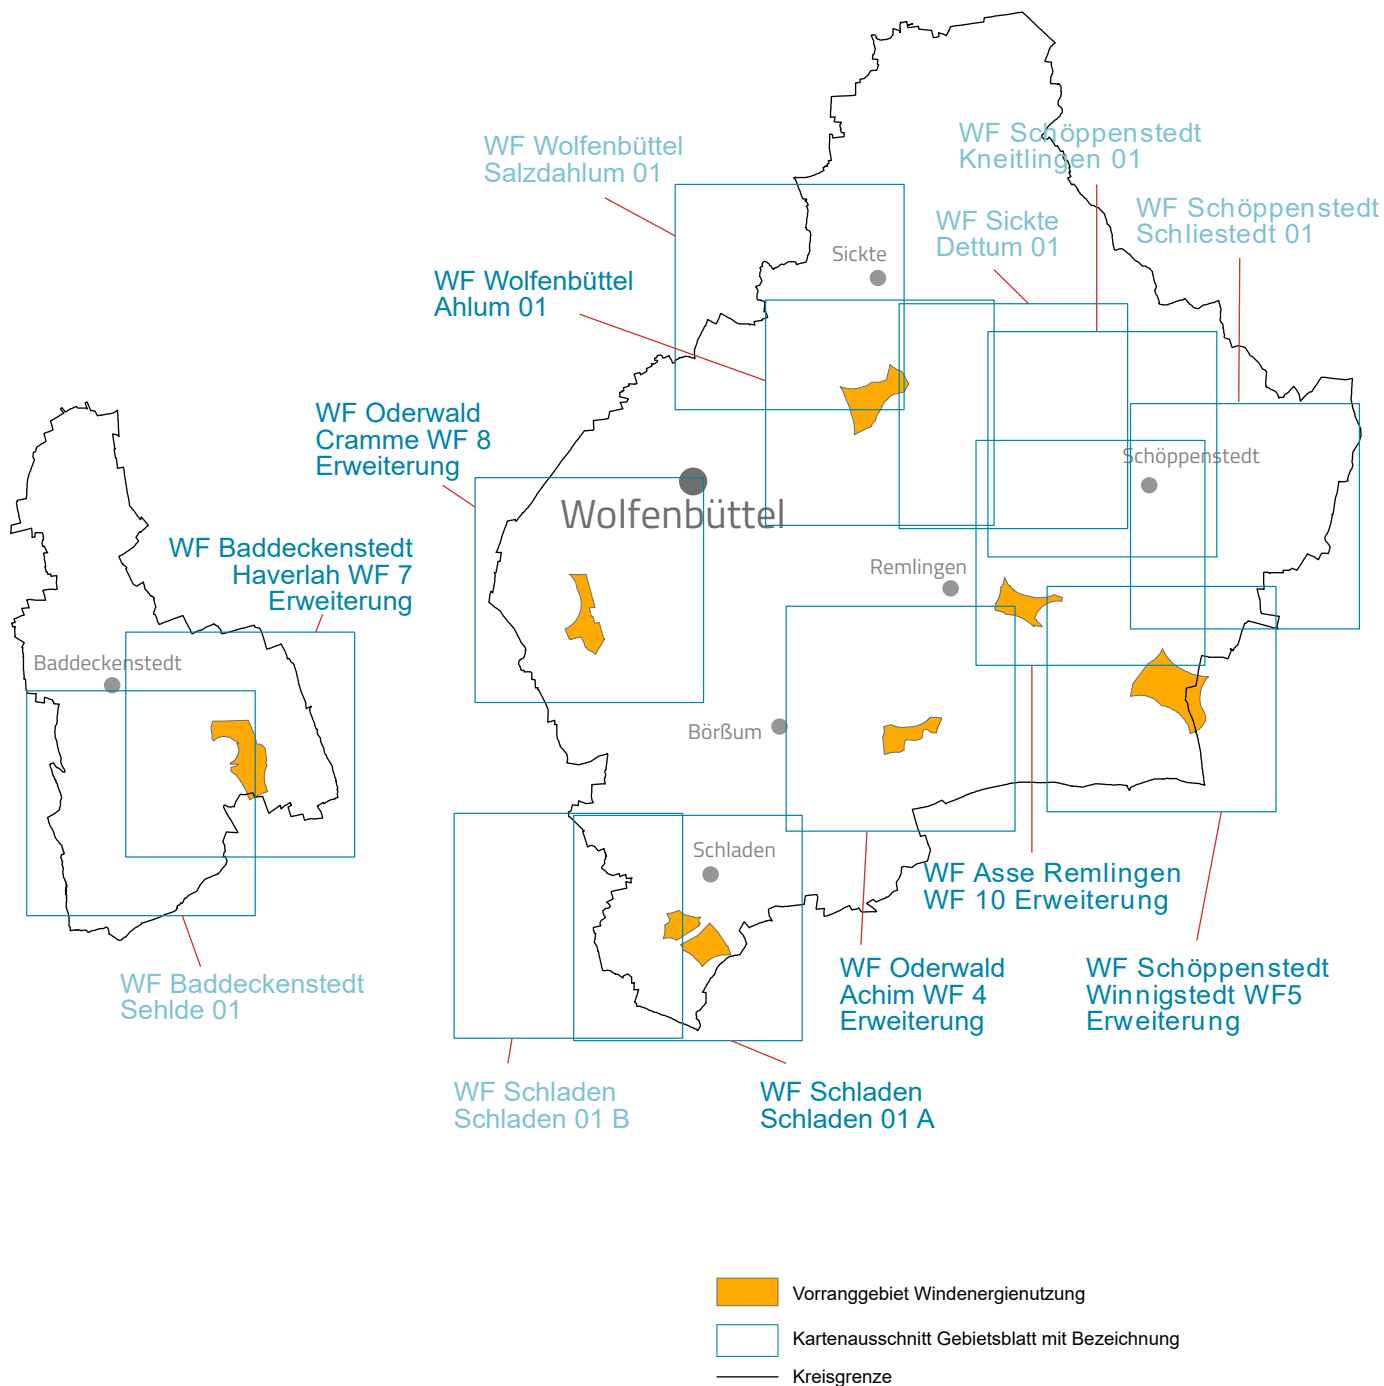 WF Schöppenstedt
Kneitlingen 01
WF Wolfenbüttel
Salzdahlum 01
WF Schöppenstedt
Schliestedt 01
WF Sickte
Dettum 01
Sickte
WF Wolfenbüttel
Ahlum 01
WF Oderwald
Cramme WF 8
Erweiterung
Schöppenstedt
Wolfenbüttel
WF Baddeckenstedt
Haverlah WF 7
Erweiterung
Remlingen
Baddeckenstedt
Börßum
Schladen
WF Asse Remlingen
WF 10 Erweiterung
WF Oderwald
Achim WF 4
Erweiterung
WF Schöppenstedt
Winnigstedt WF5
Erweiterung
WF Baddeckenstedt
Sehlde 01
WF Schladen
Schladen 01 B
WF Schladen
Schladen 01 A
Vorranggebiet Windenergienutzung
Kartenausschnitt Gebietsblatt mit Bezeichnung
Kreisgrenze